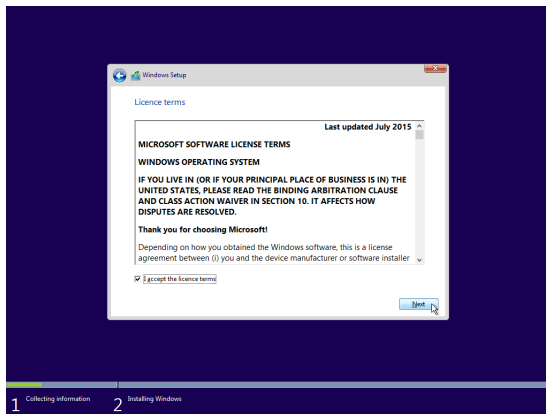 Windows Setup
Licence terms
Last updated July 2015
MICROSOFT SOFTWARE LICENSE TERMS
WINDOWS OPERATING SYSTEM
IF YOU LIVE IN (OR IF YOUR PRINCIPAL PLACE OF BUSINESS IS IN) THE
UNITED STATES, PLEASE READ THE BINDING ARBITRATION CLAUSE
AND CLASS ACTION WAIVER IN SECTION 10. IT AFFECTS HOW
DISPUTES ARE RESOLVED.
Thank you for choosing Microsoft!
Depending on how you obtained the Windows software, this is a license
agreement between (i) you and the device manufacturer or software installer
I accept the licence terms
Next
1 Collecting information
2 Installing Windows